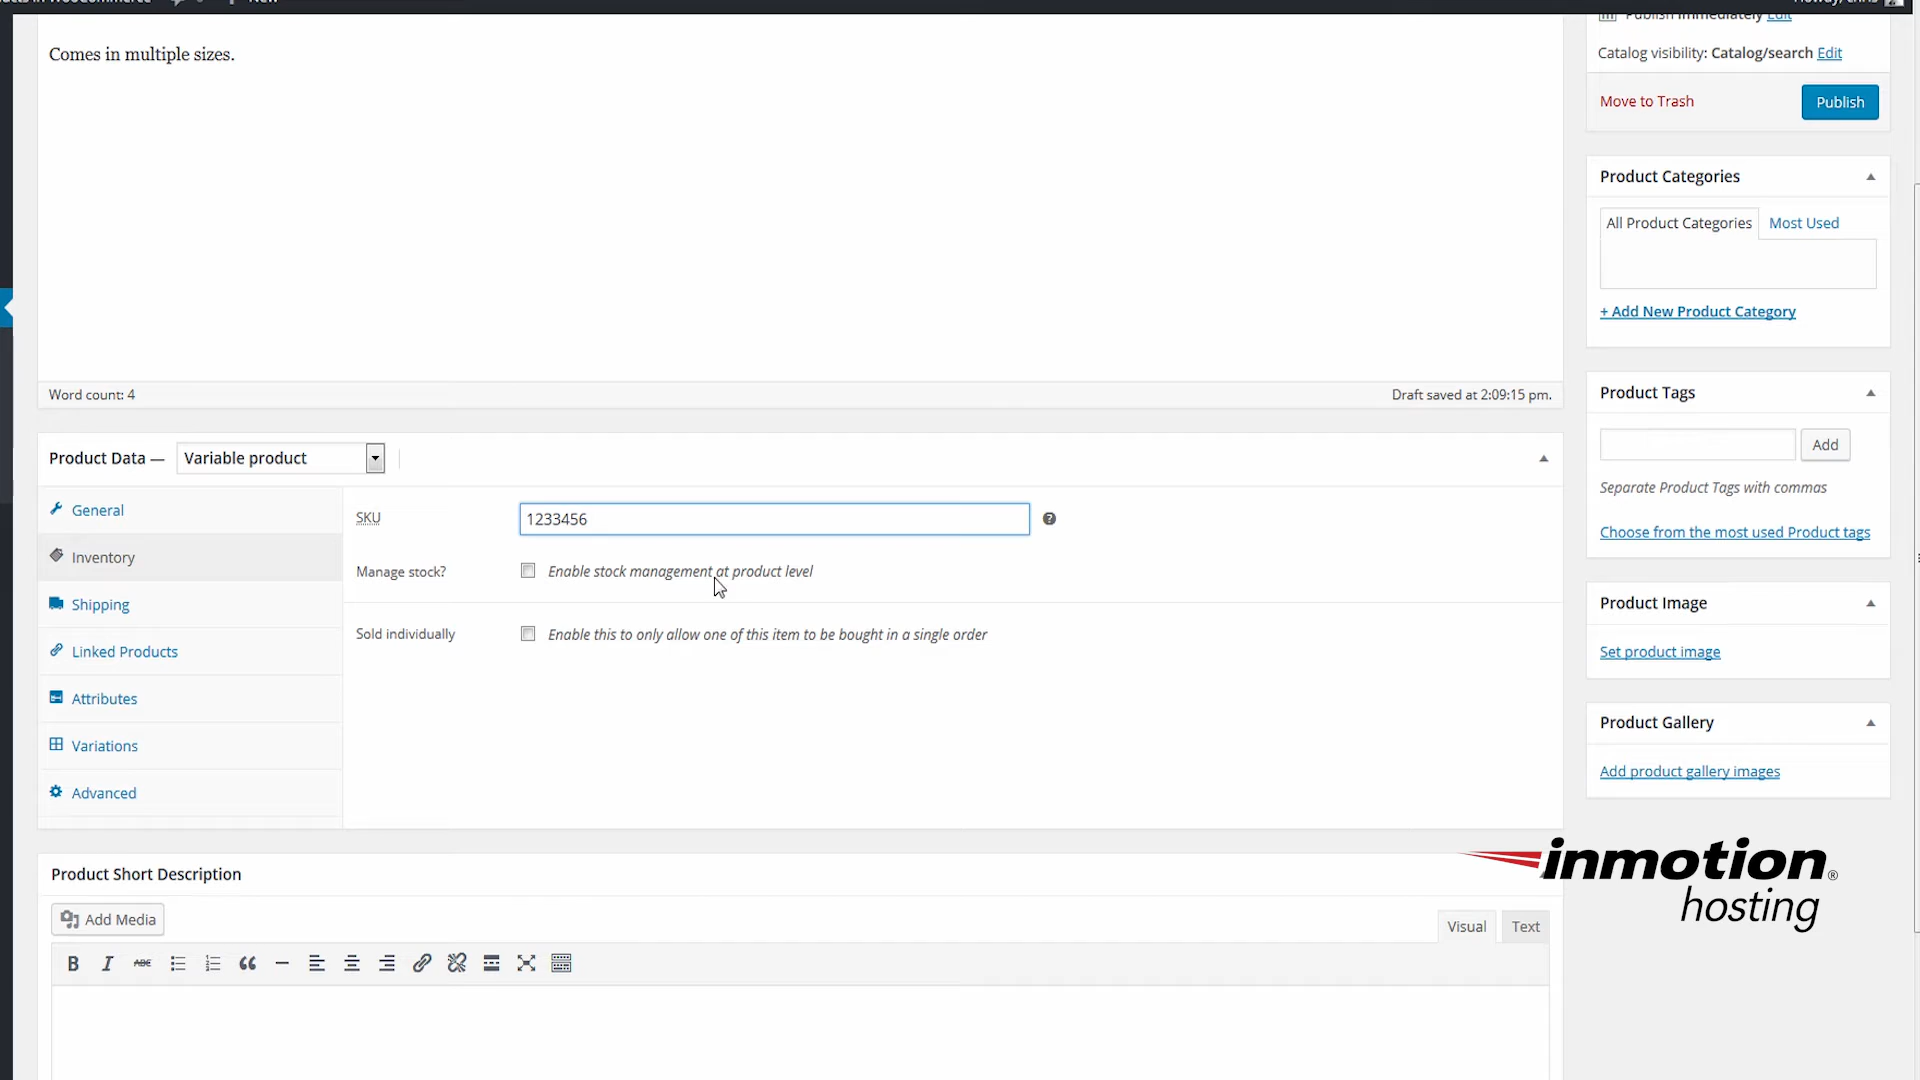 New
Comes in multiple sizes.
Publish immediately Edit
Catalog visibility: Catalog/search Edit
Move to Trash
Publish
Product Categories
All Product Categories
Most Used
+ Add New Product Category
Word count: 4
Draft saved at 2:09:15 pm.
Product Tags
Add
Separate Product Tags with commas
Choose from the most used Product tags
Product Data —
Variable product
General
Inventory
Shipping
Linked Products
Attributes
Variations
Advanced
SKU
1233456
Manage stock?
Enable stock management at product level
Sold individually
Enable this to only allow one of this item to be bought in a single order
Product Image
Set product image
Product Gallery
Add product gallery images
inmotion®
hosting
Product Short Description
Add Media
Visual
Text
B I ABC